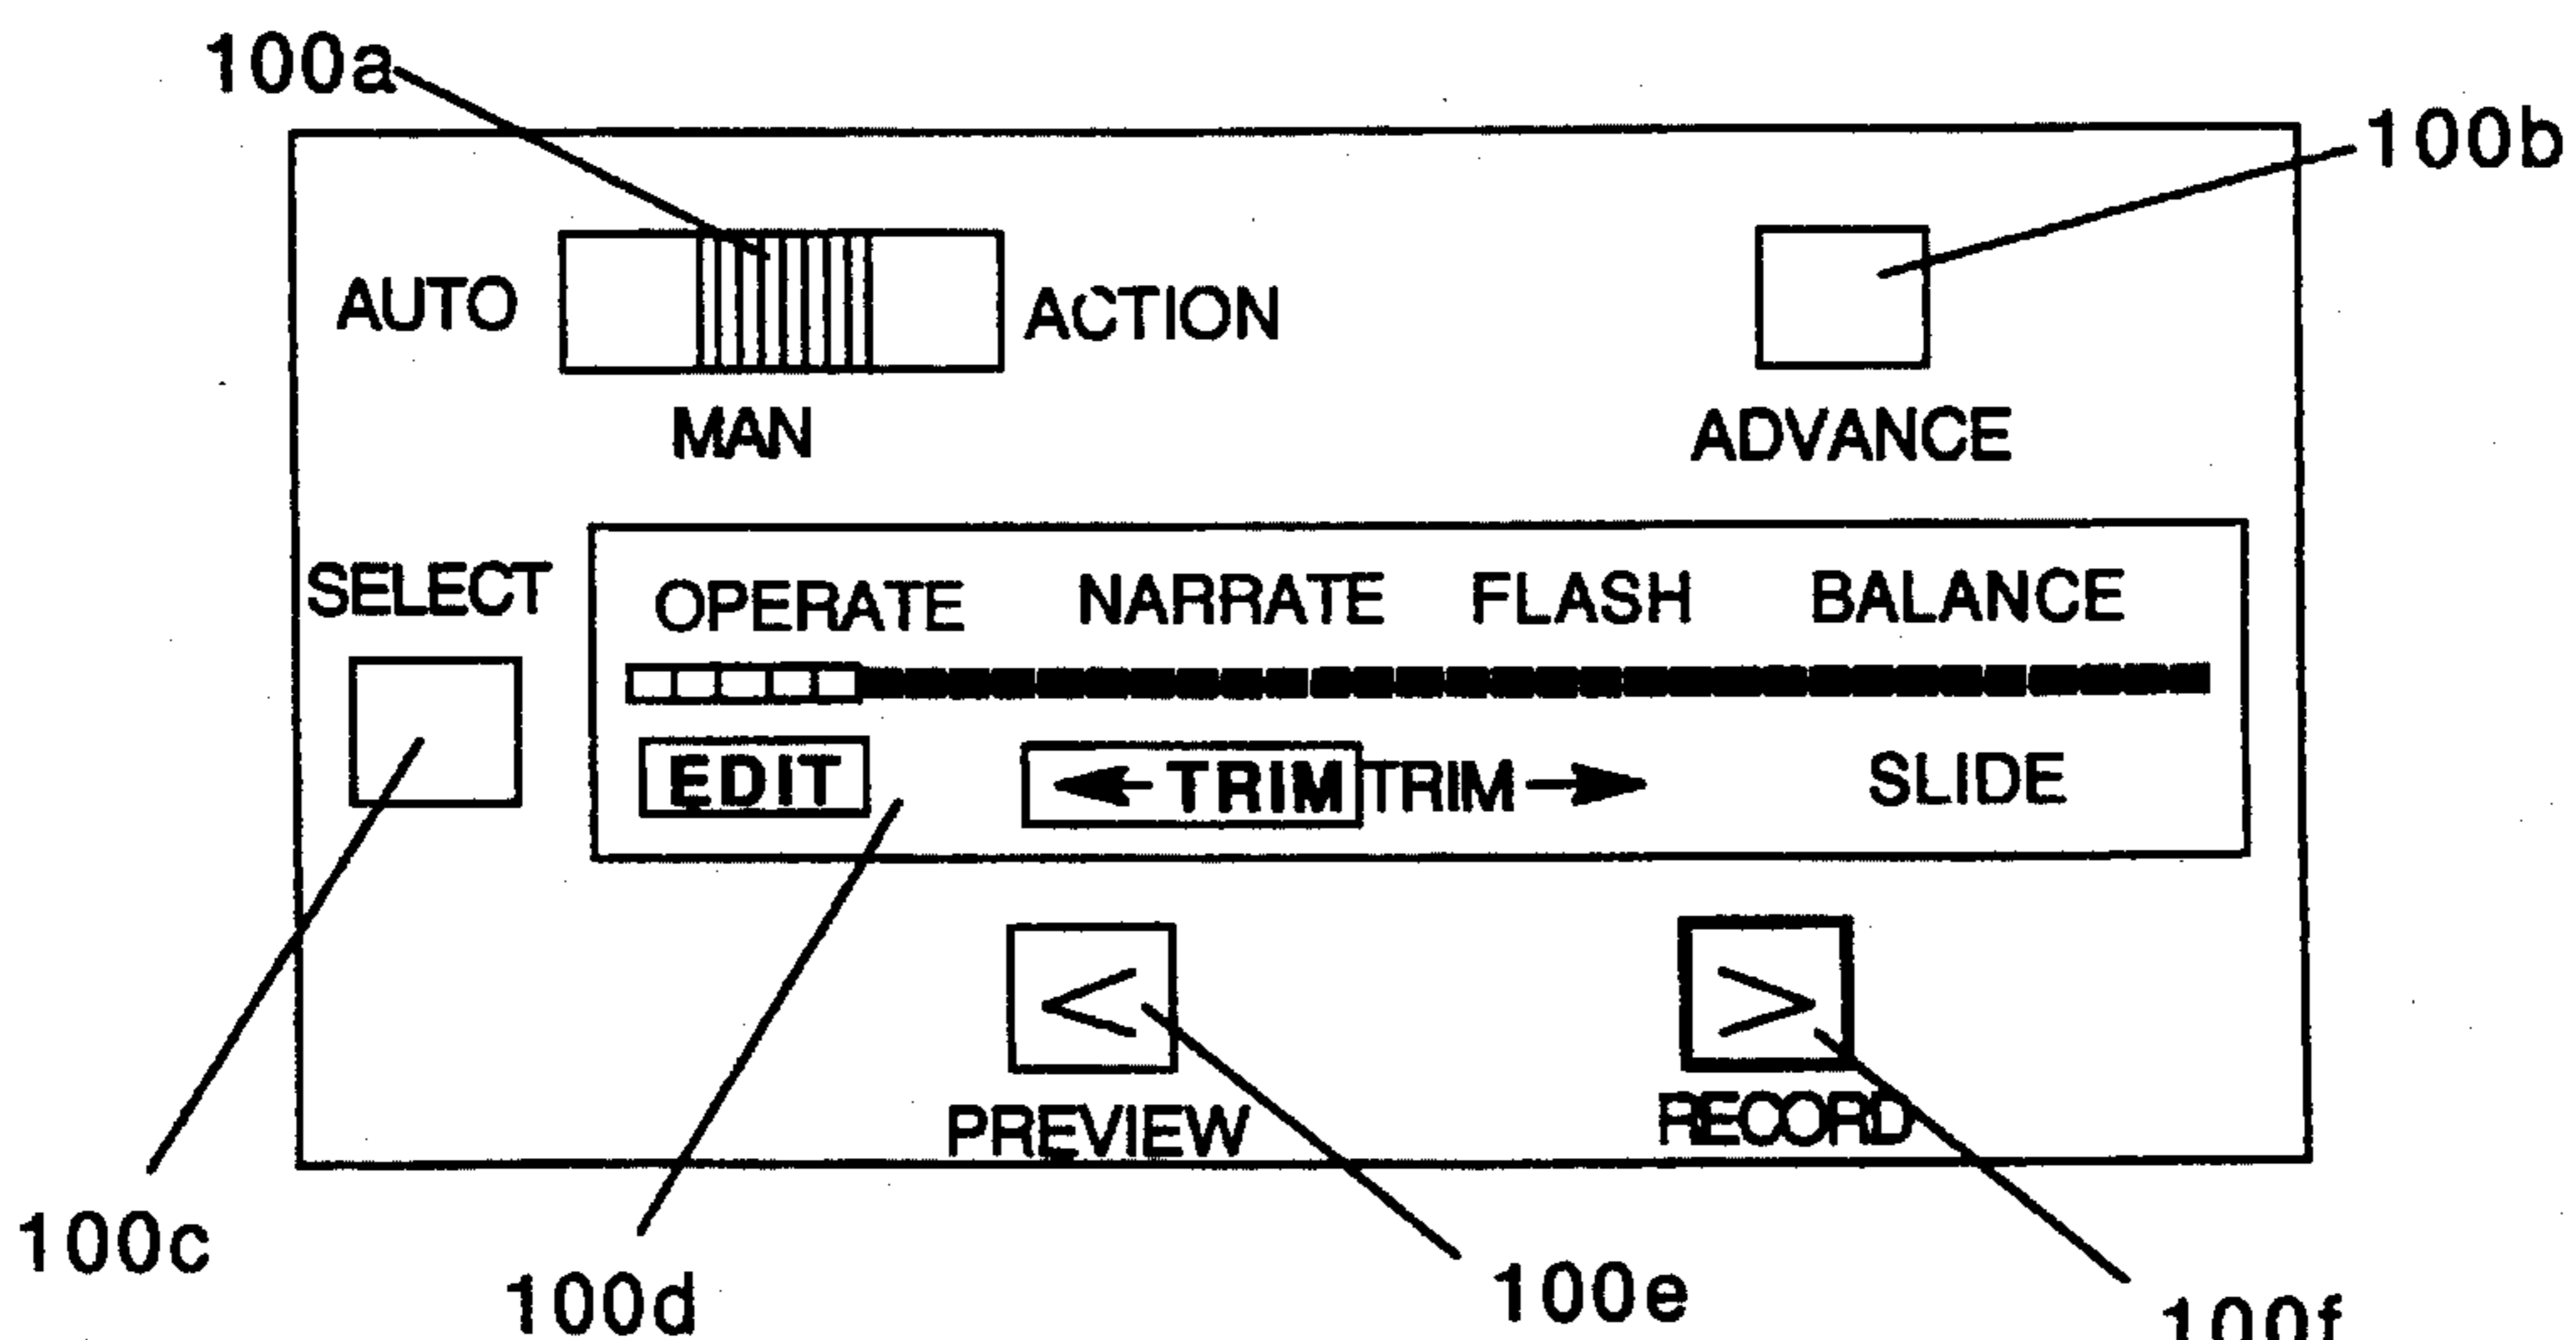 100a
100b
AUTO
ACTION
MAN
ADVANCE
SELECT
OPERATE NARRATE FLASH BALANCE
EDIT ← TRIM TRIM → SLIDE
< >
PREVIEW RECORD
100c
100d
100e
100f